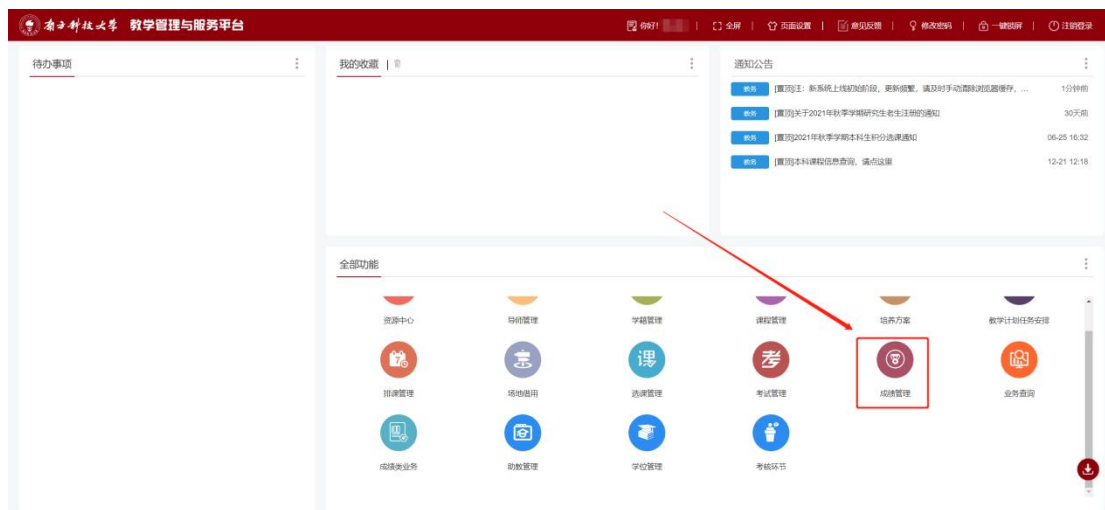 南方科技大学 教学管理与服务平台
你好! | 全屏 | 页面设置 | 意见反馈 | 修改密码 | 一键锁屏 | 注销登录
待办事项
我的收藏 |
通知公告
教务 [置顶]注：新系统上线初始阶段，更新频繁，请及时手动清除浏览器缓存，... 1分钟前
教务 [置顶]关于2021年秋季学期研究生老生注册的通知 30天前
教务 [置顶]2021年秋季学期本科生积分选课通知 06-25 16:32
教务 [置顶]本科课程信息查询，请点这里 12-21 12:18
全部功能
资源中心 导师管理 学籍管理 课程管理 培养方案 教学计划任务安排
7 课 考
排课管理 场地借用 选课管理 考试管理 成绩管理 业务查询
成绩类业务 助教管理 学位管理 考核环节